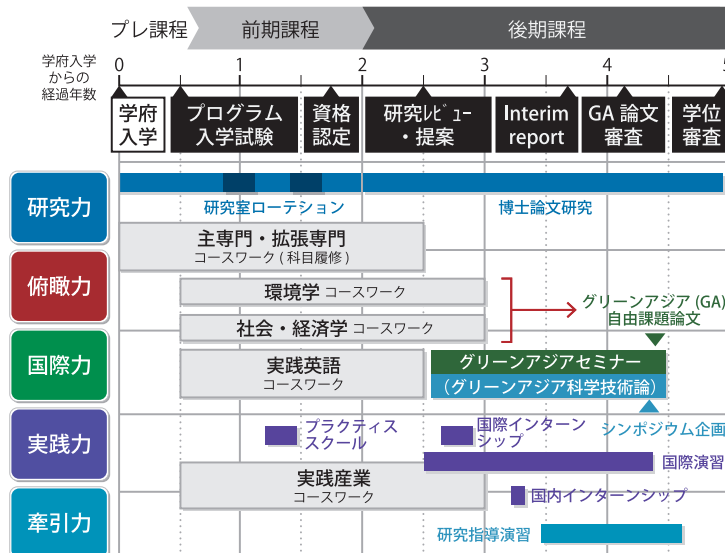 プレ課程
前期課程
後期課程
学府入学
からの
経過年数
0
1
2
3
4
学府
入学
プログラム
入学試験
資格
認定
研究ﾚﾋﾞｭｰ
・提案
Interim
report
GA 論文
審査
学位
審査
研究力
研究室ローテション
博士論文研究
主専門・拡張専門
コースワーク ( 科目履修 )
俯瞰力
環境学 コースワーク
グリーンアジア (GA)
自由課題論文
社会・経済学 コースワーク
国際力
実践英語
コースワーク
グリーンアジアセミナー
（グリーンアジア科学技術論）
シンポジウム企画
実践力
プラクティス
スクール
国際インターン
シップ
国際演習
実践産業
コースワーク
国内インターンシップ
牽引力
研究指導演習